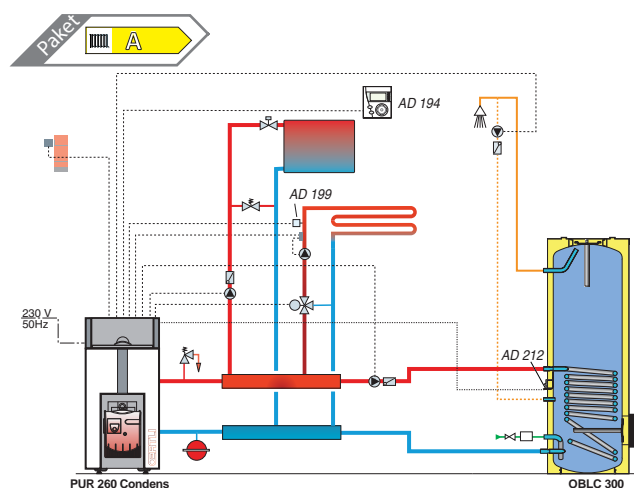 Paket
A
AD 194
AD 199
230 V
50Hz
AD 212
PUR 260 Condens
OBLC 300